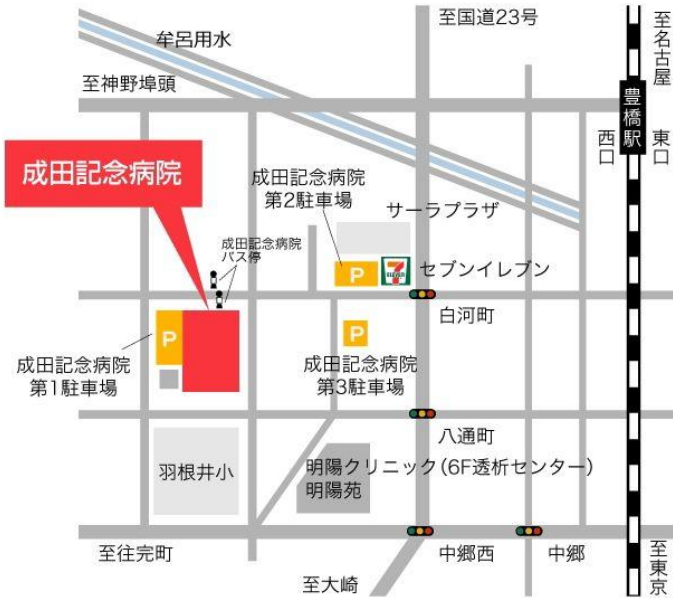 至国道23号
至名古屋
牟呂用水
至神野埠頭
豊橋駅
西口
東口
成田記念病院
成田記念病院
第2駐車場
サーラプラザ
成田記念病院
バス停
P
7
ELEVEN
セブンイレブン
白河町
P
P
成田記念病院
第1駐車場
成田記念病院
第3駐車場
八通町
羽根井小
明陽クリニック(6F透析センター)
明陽苑
至往完町
中郷西
中郷
至東京
至大崎